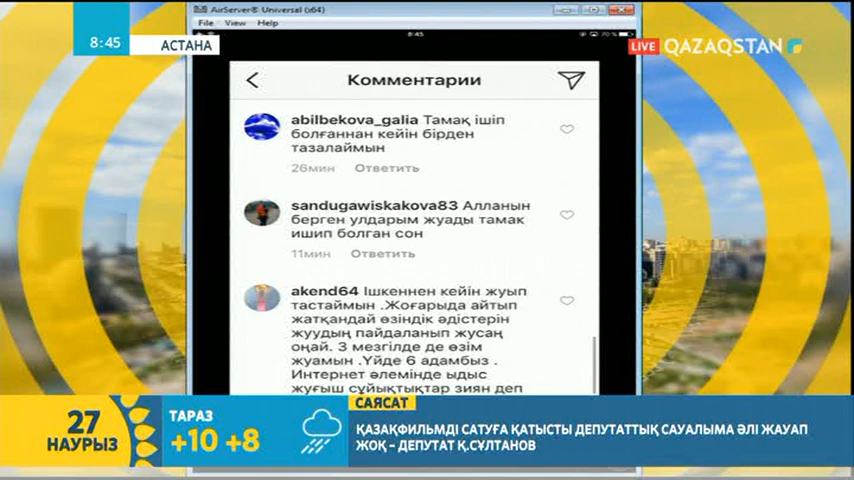 AirServer® Universal (x64)
File View Help
8:45
АСТАНА
8:45
70 %
LIVE QAZAQSTAN
Комментарии
abilbekova_galia Тамақ ішіп
болғаннан кейін бірден
тазалаймын
26мин Ответить
sandugawiskakova83 Алланын
берген улдарым жуады тамак
ишип болган сон
11мин Ответить
akend64 Ішкеннен кейін жуып
тастаймын .Жоғарыда айтып
жатқандай өзіндік әдістерін
жуудың пайдаланып жусаң
оңай. 3 мезгілде де өзім
жуамын .Үйде 6 адамбыз .
Интернет әлемінде ыдыс
жуғыш сұйықтықтар зиян деп
27
НАУРЫЗ
ТАРАЗ
+10 +8
САЯСАТ
ҚАЗАҚФИЛЬМДІ САТУҒА ҚАТЫСТЫ ДЕПУТАТТЫҚ САУАЛЫМА ӘЛІ ЖАУАП
ЖОҚ – ДЕПУТАТ Қ.СҰЛТАНОВ